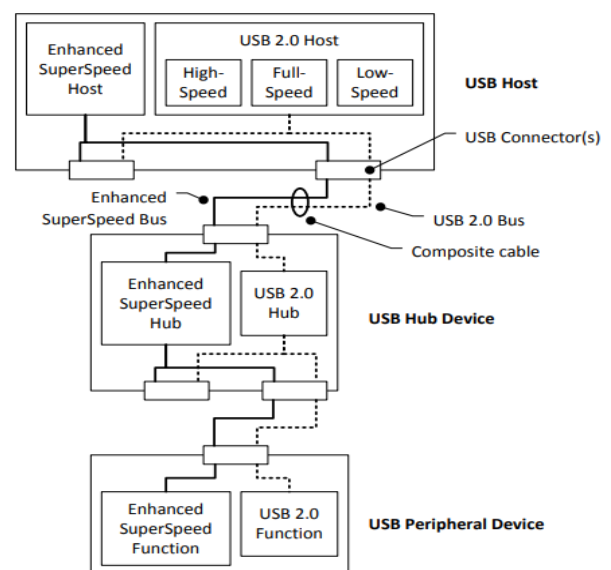 Enhanced
SuperSpeed
Host
USB 2.0 Host
High-
Speed
Full-
Speed
Low-
Speed
USB Host
USB Connector(s)
Enhanced
SuperSpeed Bus
USB 2.0 Bus
Composite cable
Enhanced
SuperSpeed
Hub
USB 2.0
Hub
USB Hub Device
Enhanced
SuperSpeed
Function
USB 2.0
Function
USB Peripheral Device